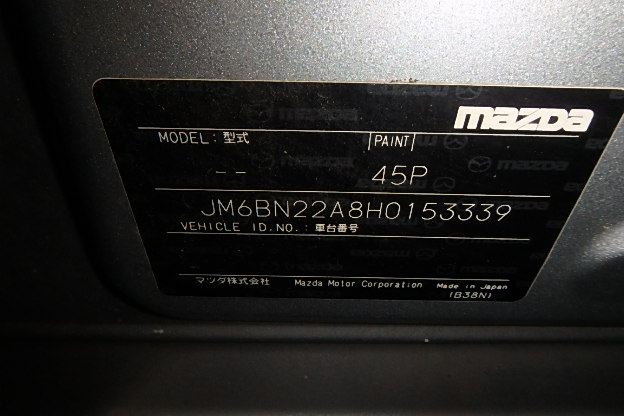 mazda
MODEL: 型式 |PAINT|
-- 45P
JM6BN22A8H0153339
VEHICLE ID.NO.: 車台番号
マツダ株式会社 Mazda Motor Corporation Made in Japan
(B38N)